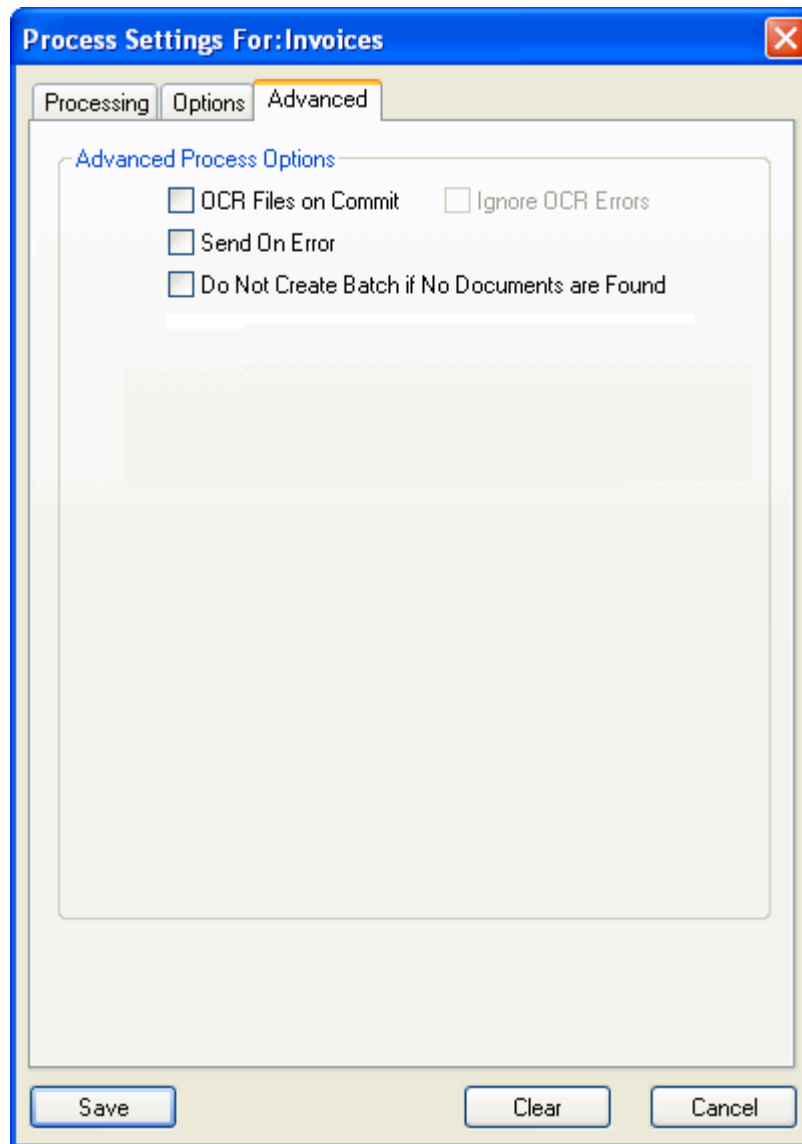 Process Settings For:Invoices
Processing Options Advanced
Advanced Process Options
OCR Files on Commit Ignore OCR Errors
Send On Error
Do Not Create Batch if No Documents are Found
Save Clear Cancel